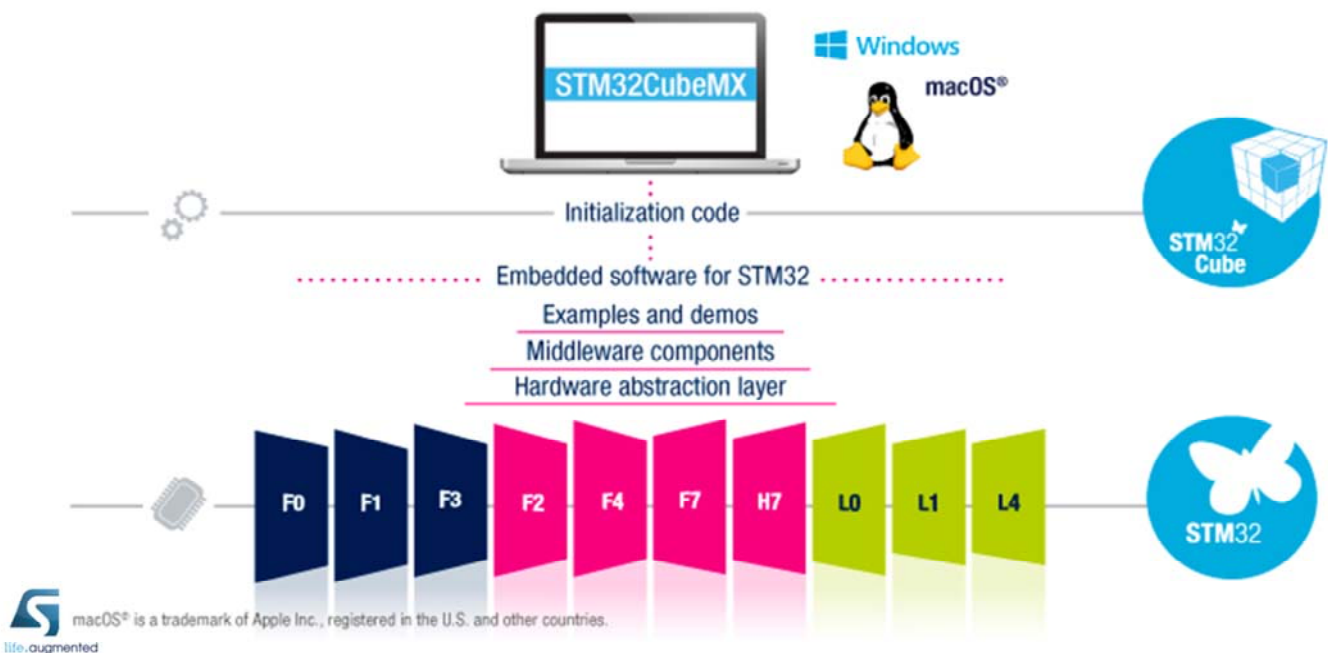 STM32CubeMX
Windows
macOS®
Initialization code
STM32
Cube
Embedded software for STM32
Examples and demos
Middleware components
Hardware abstraction layer
F0 F1 F3 F2 F4 F7 H7 L0 L1 L4
STM32
macOS® is a trademark of Apple Inc., registered in the U.S. and other countries.
life.augmented